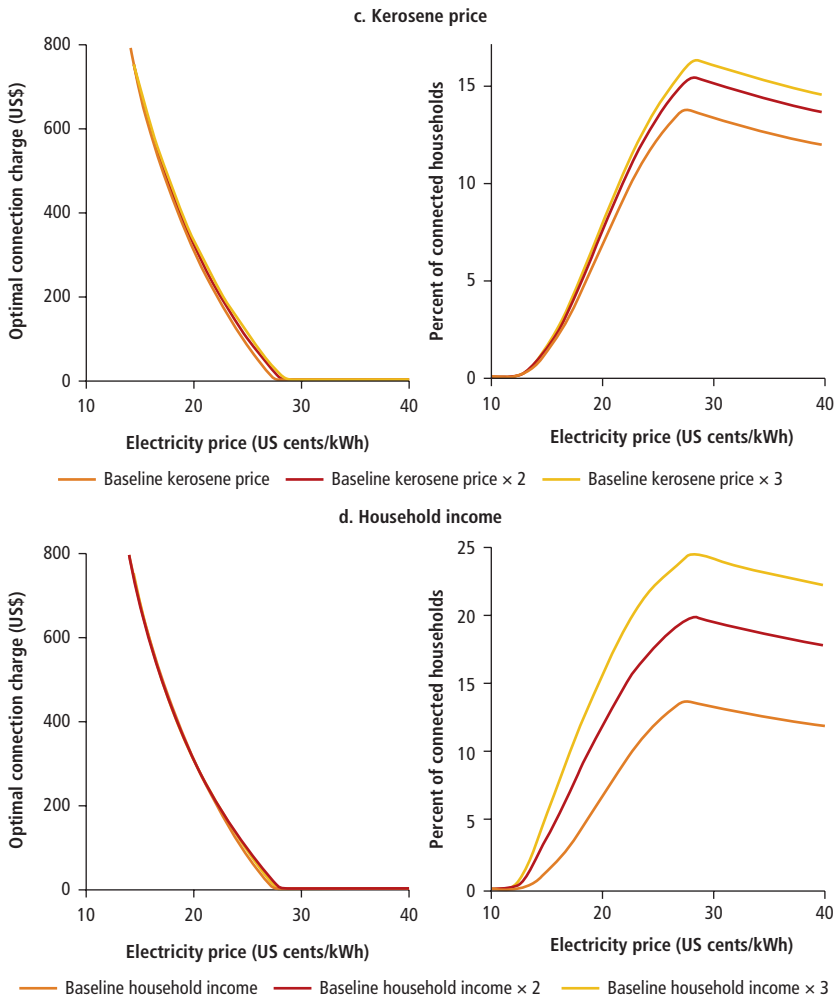 c. Kerosene price
Optimal connection charge (US$)
800
600
400
200
0
10 20 30 40
Electricity price (US cents/kWh)
Percent of connected households
15
10
5
0
10 20 30 40
Electricity price (US cents/kWh)
Baseline kerosene price Baseline kerosene price × 2 Baseline kerosene price × 3
d. Household income
Optimal connection charge (US$)
800
600
400
200
0
10 20 30 40
Electricity price (US cents/kWh)
Percent of connected households
25
20
15
10
5
0
10 20 30 40
Electricity price (US cents/kWh)
Baseline household income Baseline household income × 2 Baseline household income × 3